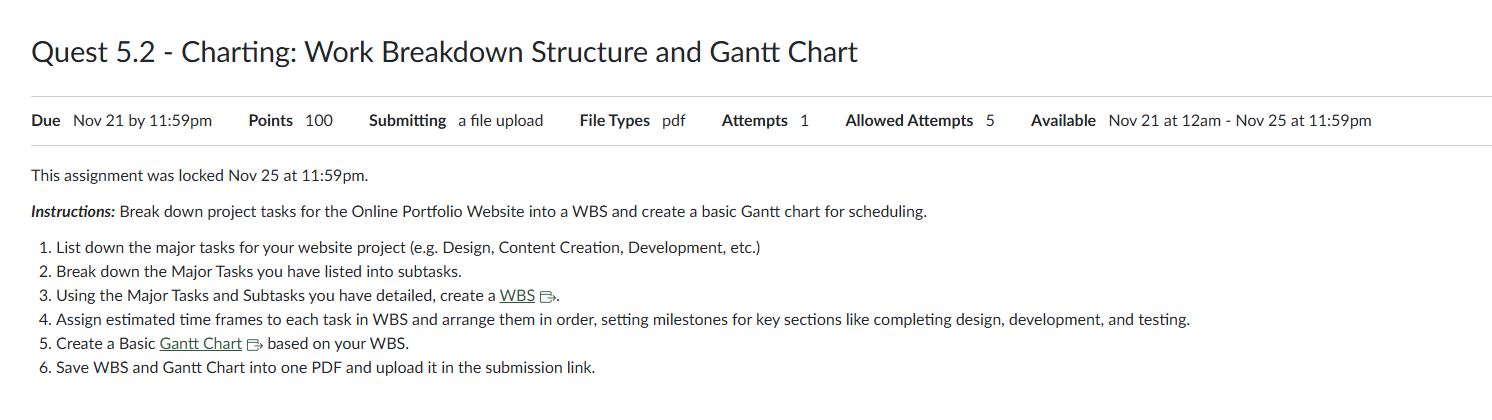 Quest 5.2 - Charting: Work Breakdown Structure and Gantt Chart
Due Nov 21 by 11:59pm Points 100 Submitting a file upload File Types pdf Attempts 1 Allowed Attempts 5 Available Nov 21 at 12am - Nov 25 at 11:59pm
This assignment was locked Nov 25 at 11:59pm.
Instructions: Break down project tasks for the Online Portfolio Website into a WBS and create a basic Gantt chart for scheduling.
1. List down the major tasks for your website project (e.g. Design, Content Creation, Development, etc.)
2. Break down the Major Tasks you have listed into subtasks.
3. Using the Major Tasks and Subtasks you have detailed, create a WBS.
4. Assign estimated time frames to each task in WBS and arrange them in order, setting milestones for key sections like completing design, development, and testing.
5. Create a Basic Gantt Chart based on your WBS.
6. Save WBS and Gantt Chart into one PDF and upload it in the submission link.